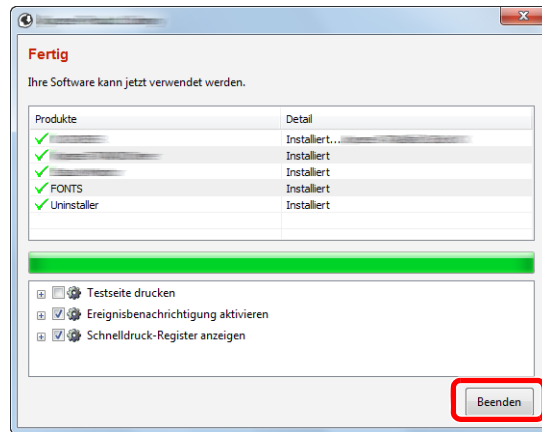 Fertig
Ihre Software kann jetzt verwendet werden.
Produkte Detail
Installiert...
Installiert
Installiert
FONTS Installiert
Uninstaller Installiert
Testseite drucken
Ereignisbenachrichtigung aktivieren
Schnelldruck-Register anzeigen
Beenden